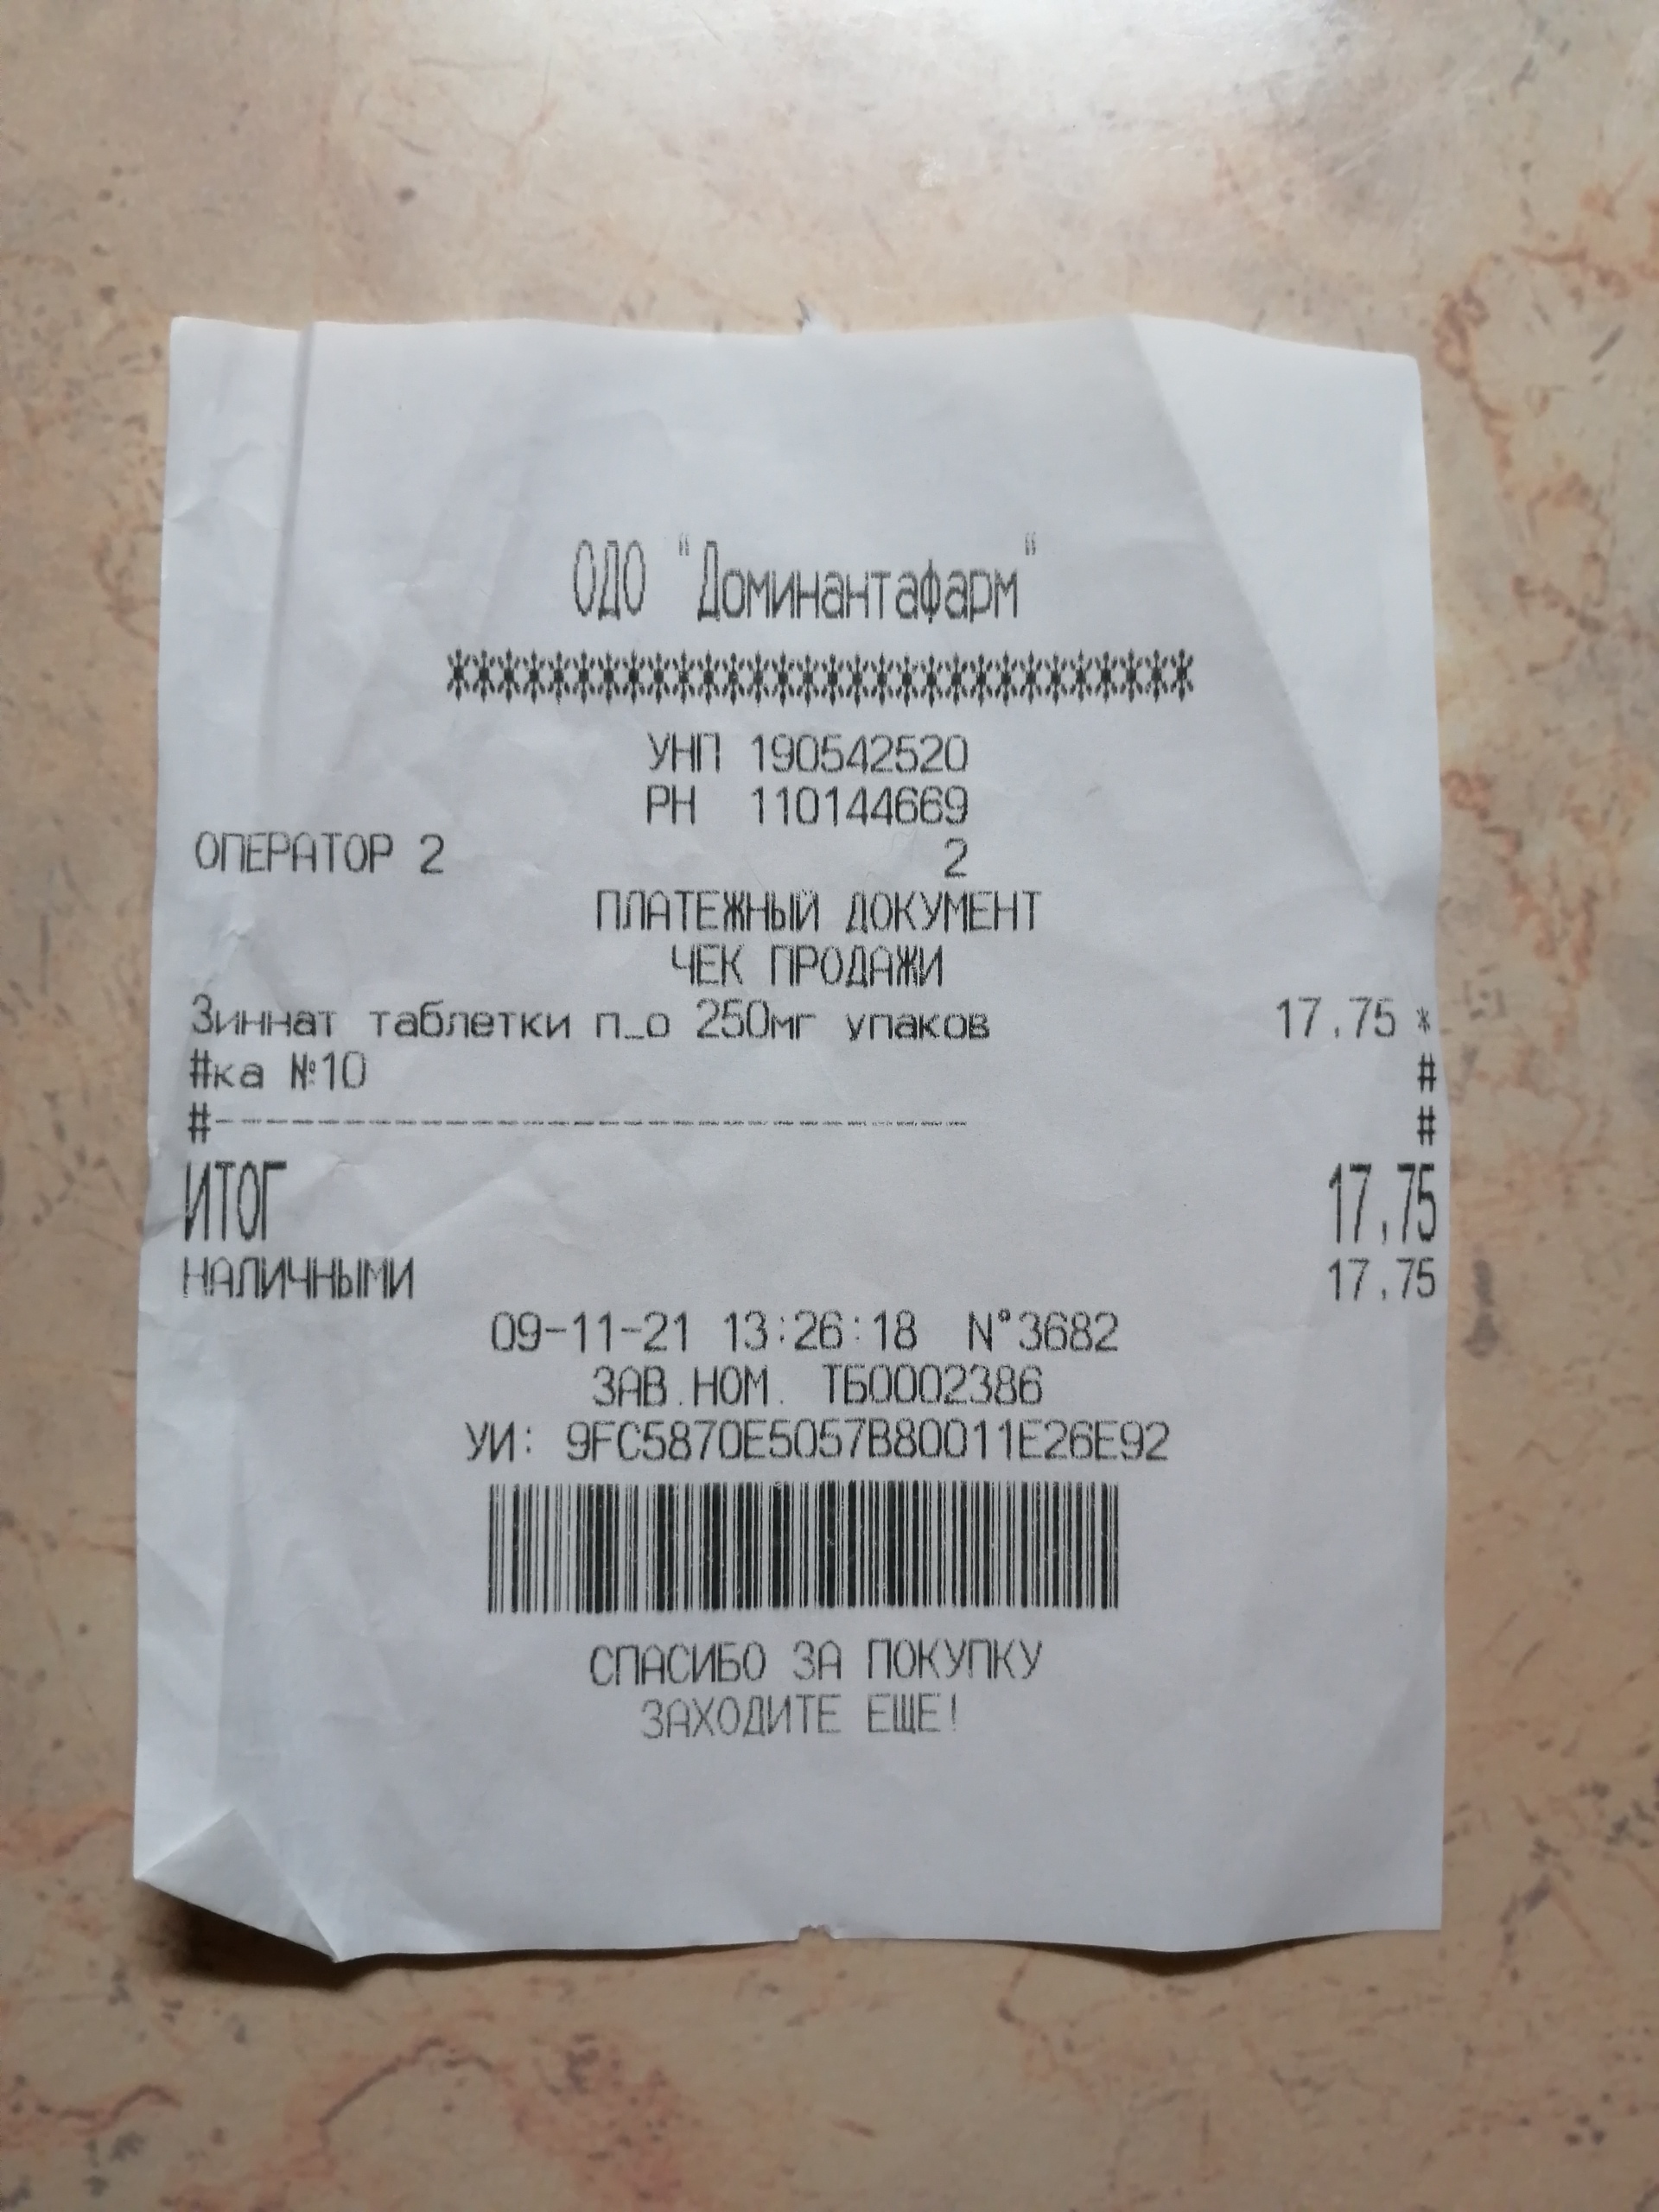 ОДО "Доминантафарм"
******************************
УНП 190542520
РН 110144669
ОПЕРАТОР 2 2
ПЛАТЕЖНЫЙ ДОКУМЕНТ
ЧЕК ПРОДАЖИ
Зиннат таблетки п_о 250мг упаков 17,75 *
#ка №10 #
#------------------------------- #
ИТОГ 17,75
НАЛИЧНЫМИ 17,75
09-11-21 13:26:18 N°3682
ЗАВ.НОМ. ТБ0002386
УИ: 9FC5870E5057B80011E26E92
СПАСИБО ЗА ПОКУПКУ
ЗАХОДИТЕ ЕЩЕ!